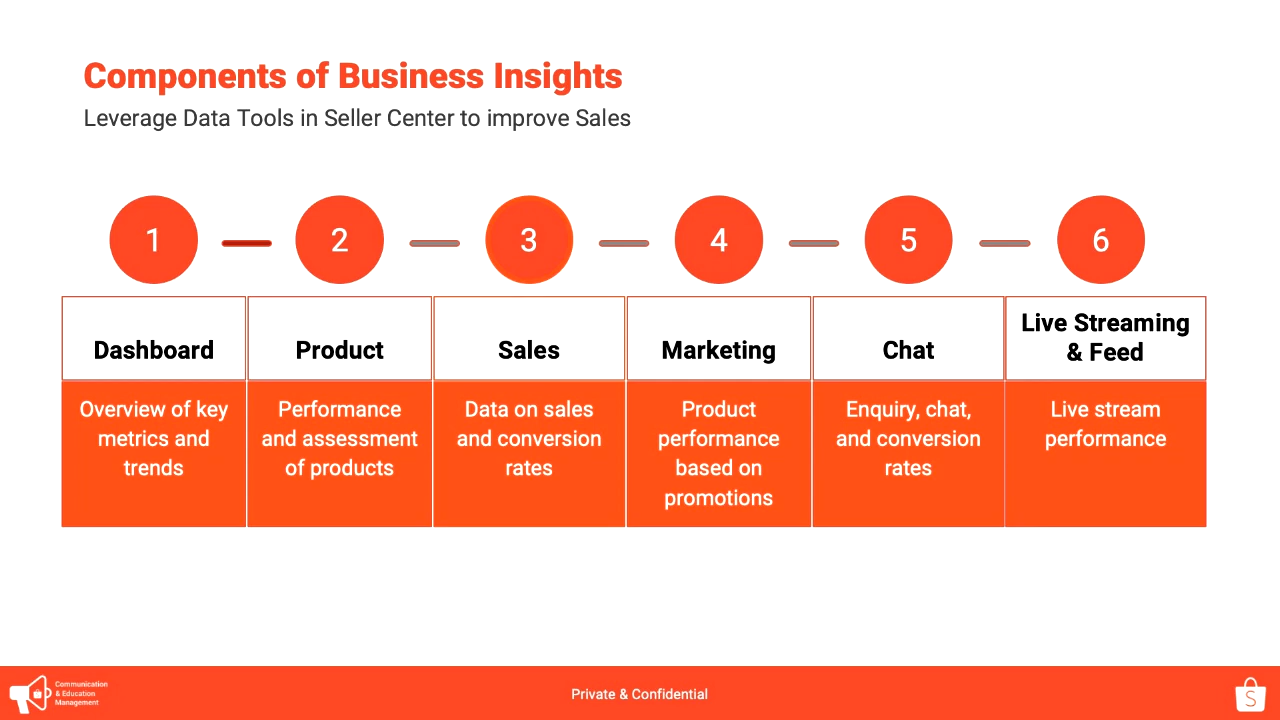 Components of Business Insights
Leverage Data Tools in Seller Center to improve Sales
1
2
3
4
5
6
Dashboard
Product
Sales
Marketing
Chat
Live Streaming
& Feed
Overview of key
metrics and
trends
Performance
and assessment
of products
Data on sales
and conversion
rates
Product
performance
based on
promotions
Enquiry, chat,
and conversion
rates
Live stream
performance
Communication
& Education
Management
Private & Confidential
S